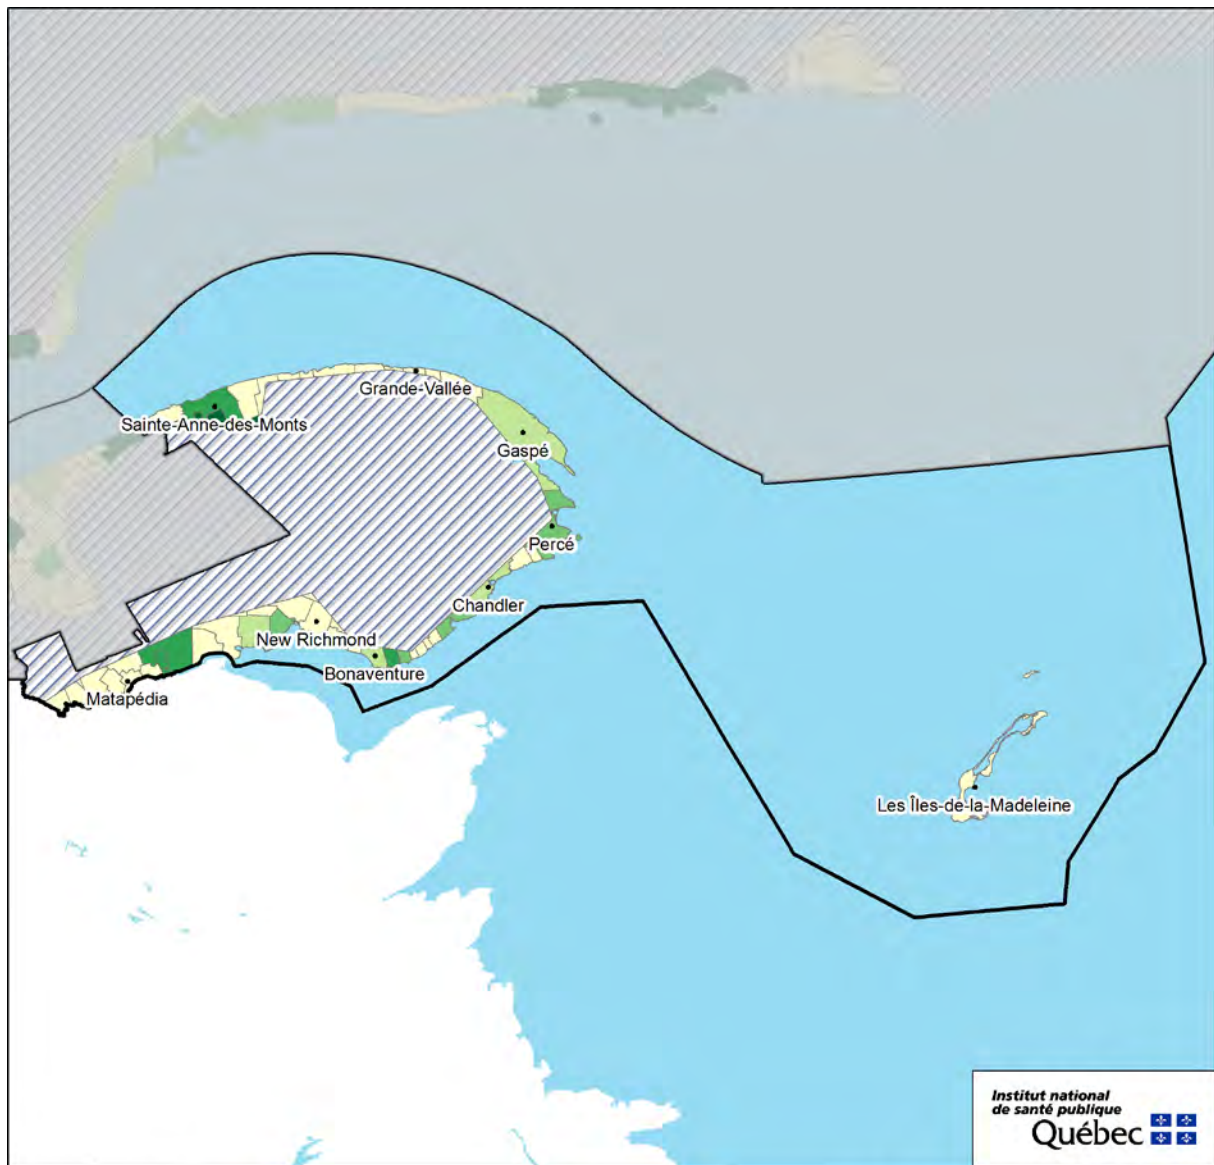 Grande-Vallée
Sainte-Anne-des-Monts
Gaspé
Percé
Chandler
New Richmond
Bonaventure
Matapédia
Les Îles-de-la-Madeleine
Institut national
de santé publique
Québec